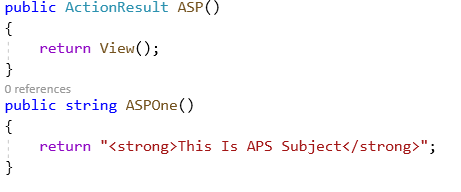 public ActionResult ASP()
{
return View();
}
0 references
public string ASPOne()
{
return "<strong>This Is APS Subject</strong>";
}